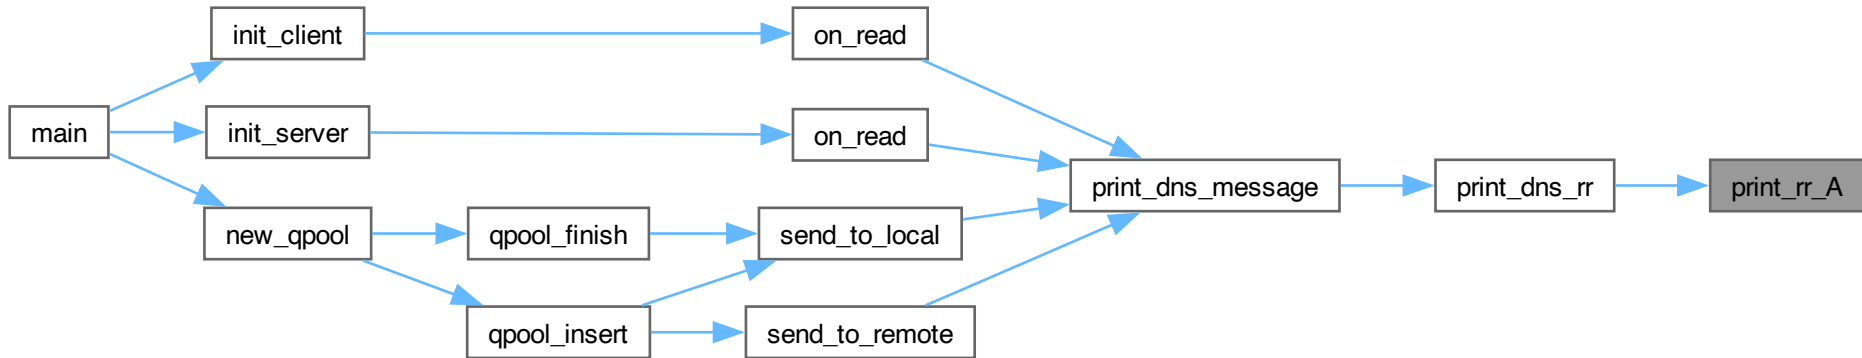 init_client
on_read
main
init_server
on_read
print_dns_message
print_dns_rr
print_rr_A
new_qpool
qpool_finish
send_to_local
qpool_insert
send_to_remote